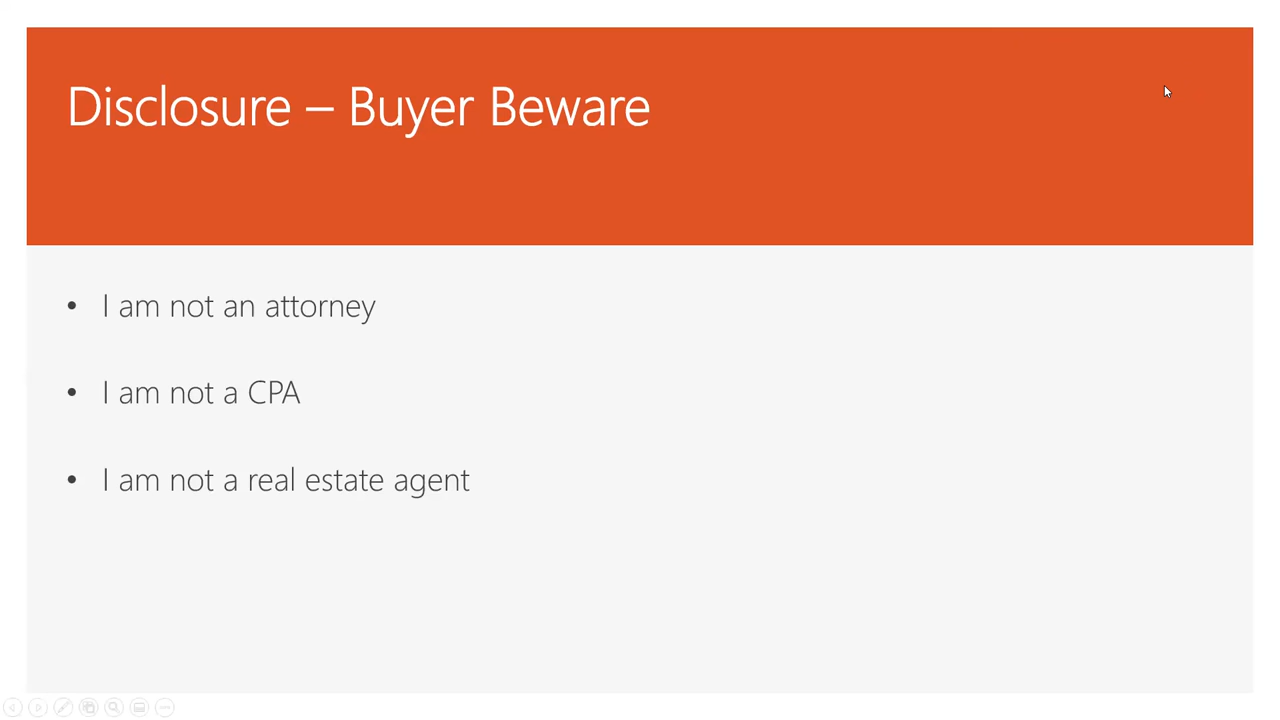 Disclosure – Buyer Beware
• I am not an attorney
• I am not a CPA
• I am not a real estate agent